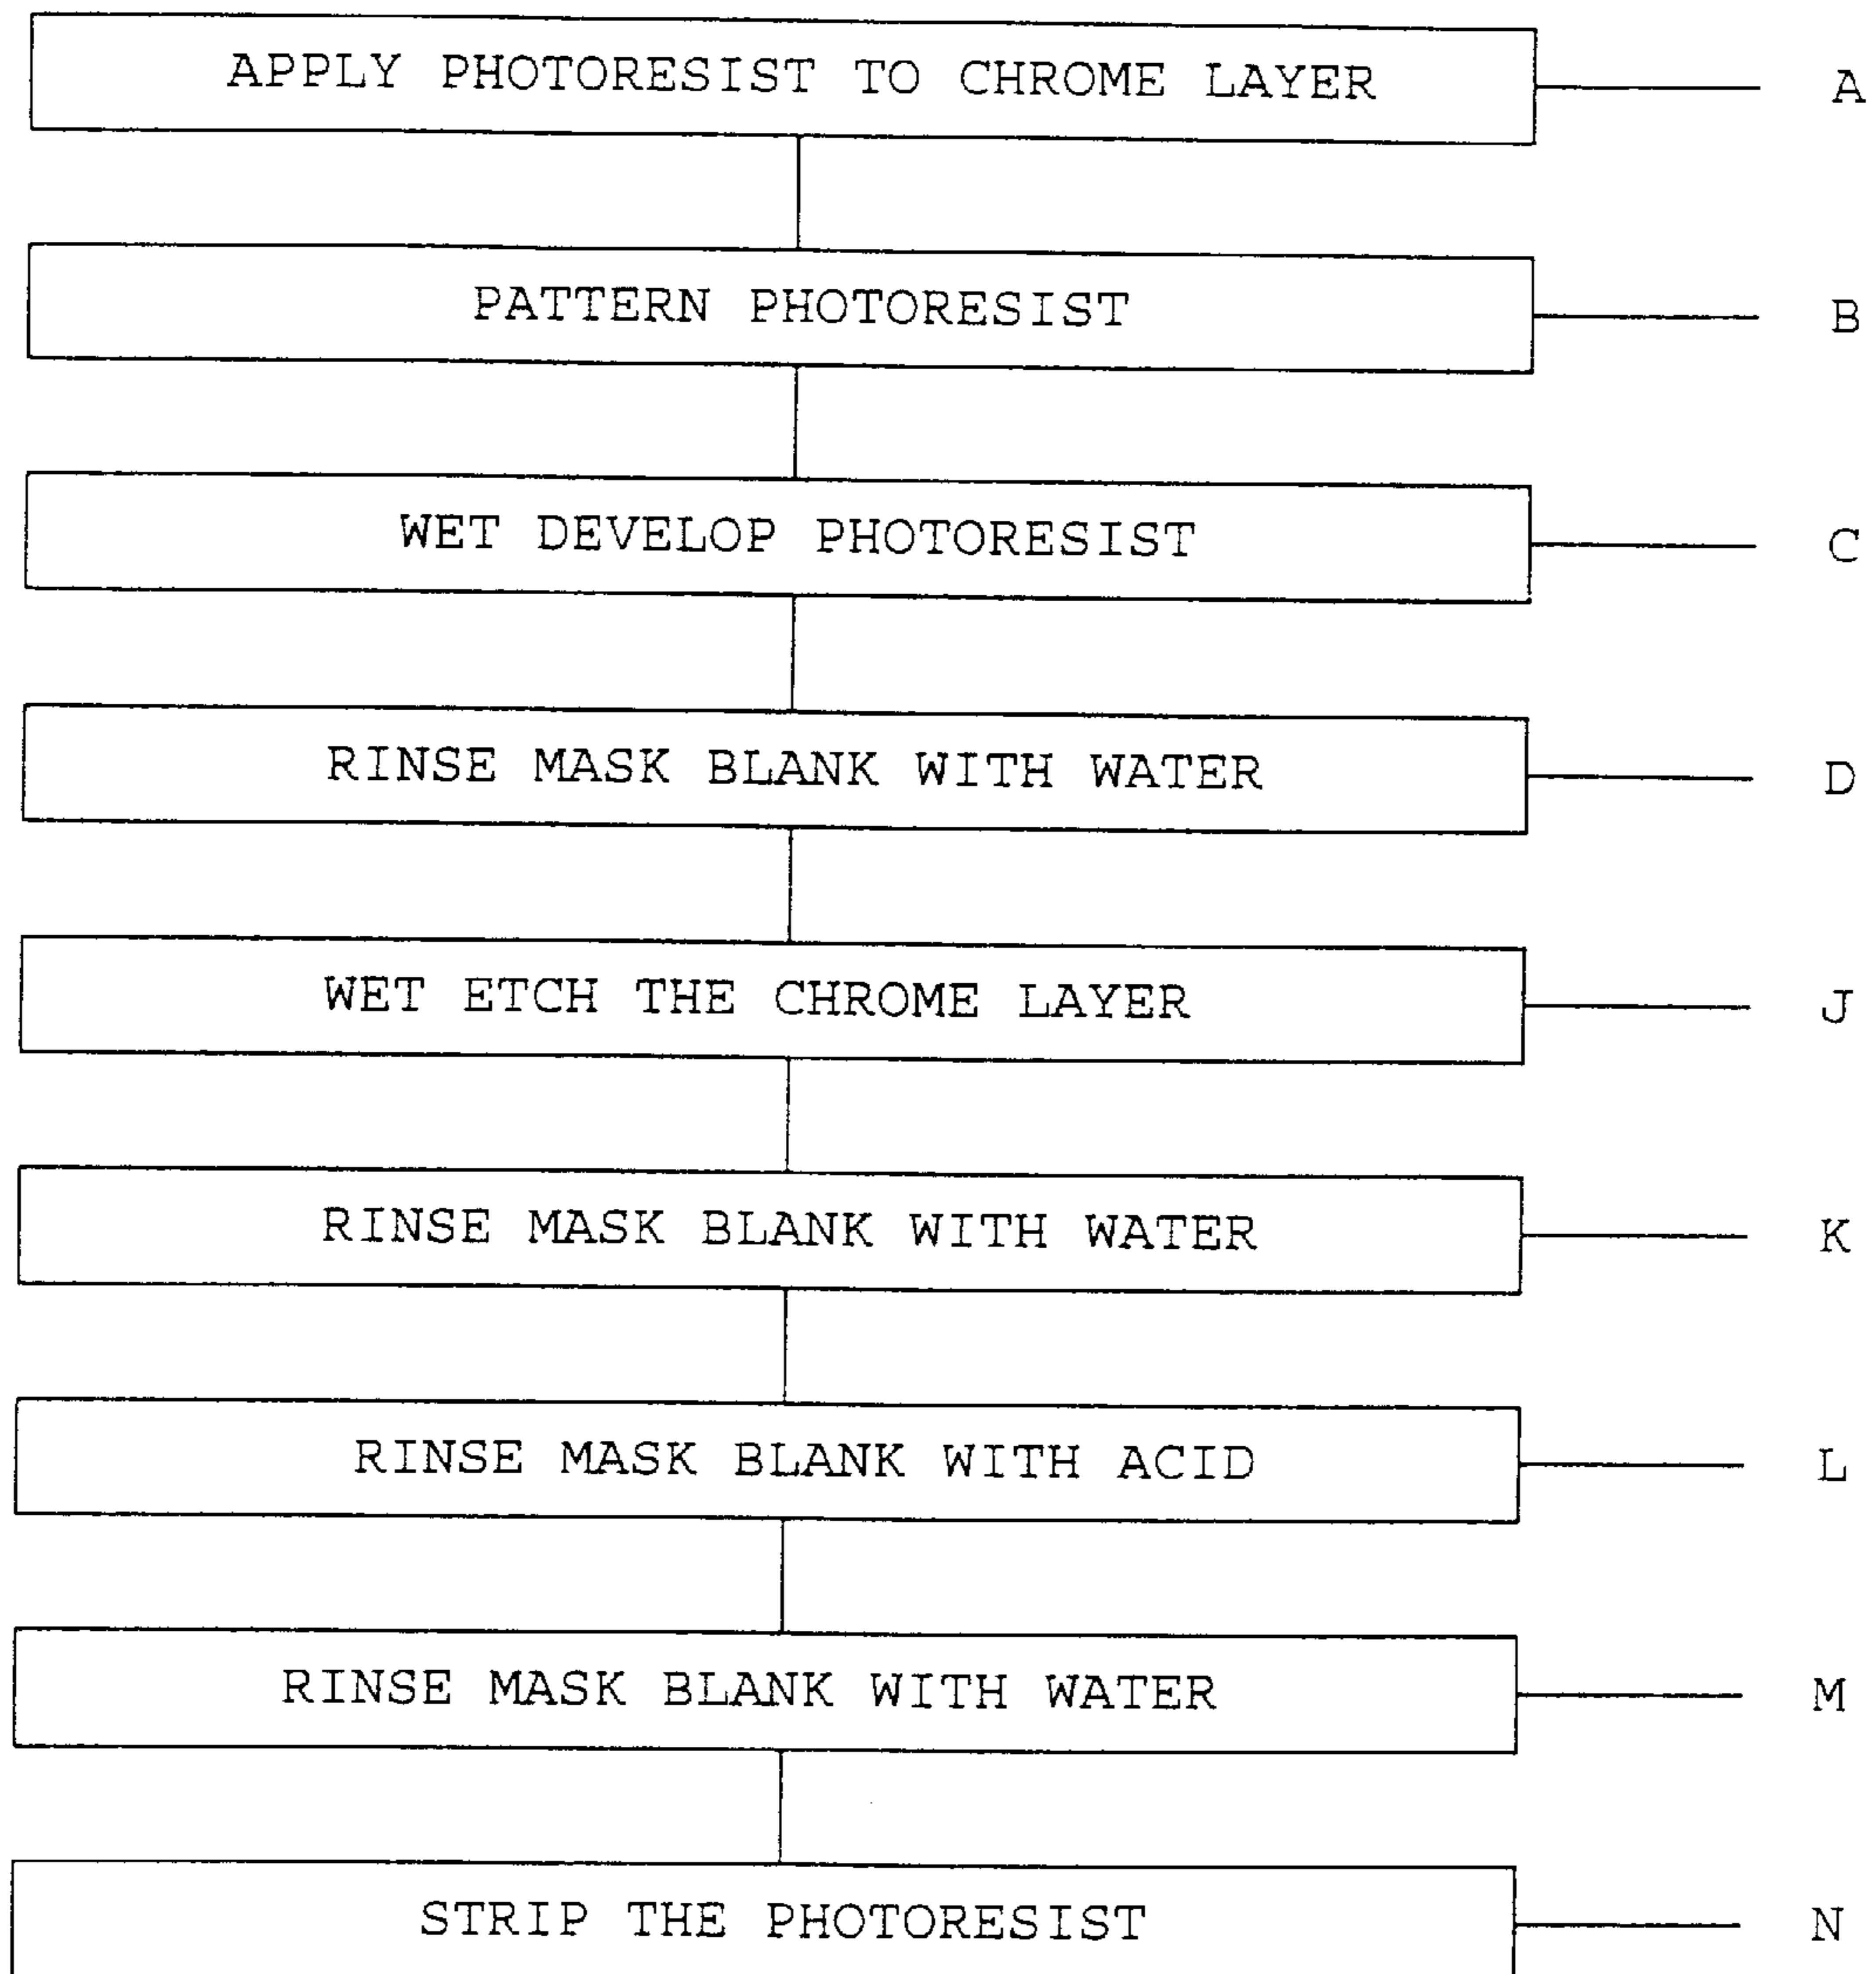 APPLY PHOTORESIST TO CHROME LAYER A
PATTERN PHOTORESIST B
WET DEVELOP PHOTORESIST C
RINSE MASK BLANK WITH WATER D
WET ETCH THE CHROME LAYER J
RINSE MASK BLANK WITH WATER K
RINSE MASK BLANK WITH ACID L
RINSE MASK BLANK WITH WATER M
STRIP THE PHOTORESIST N